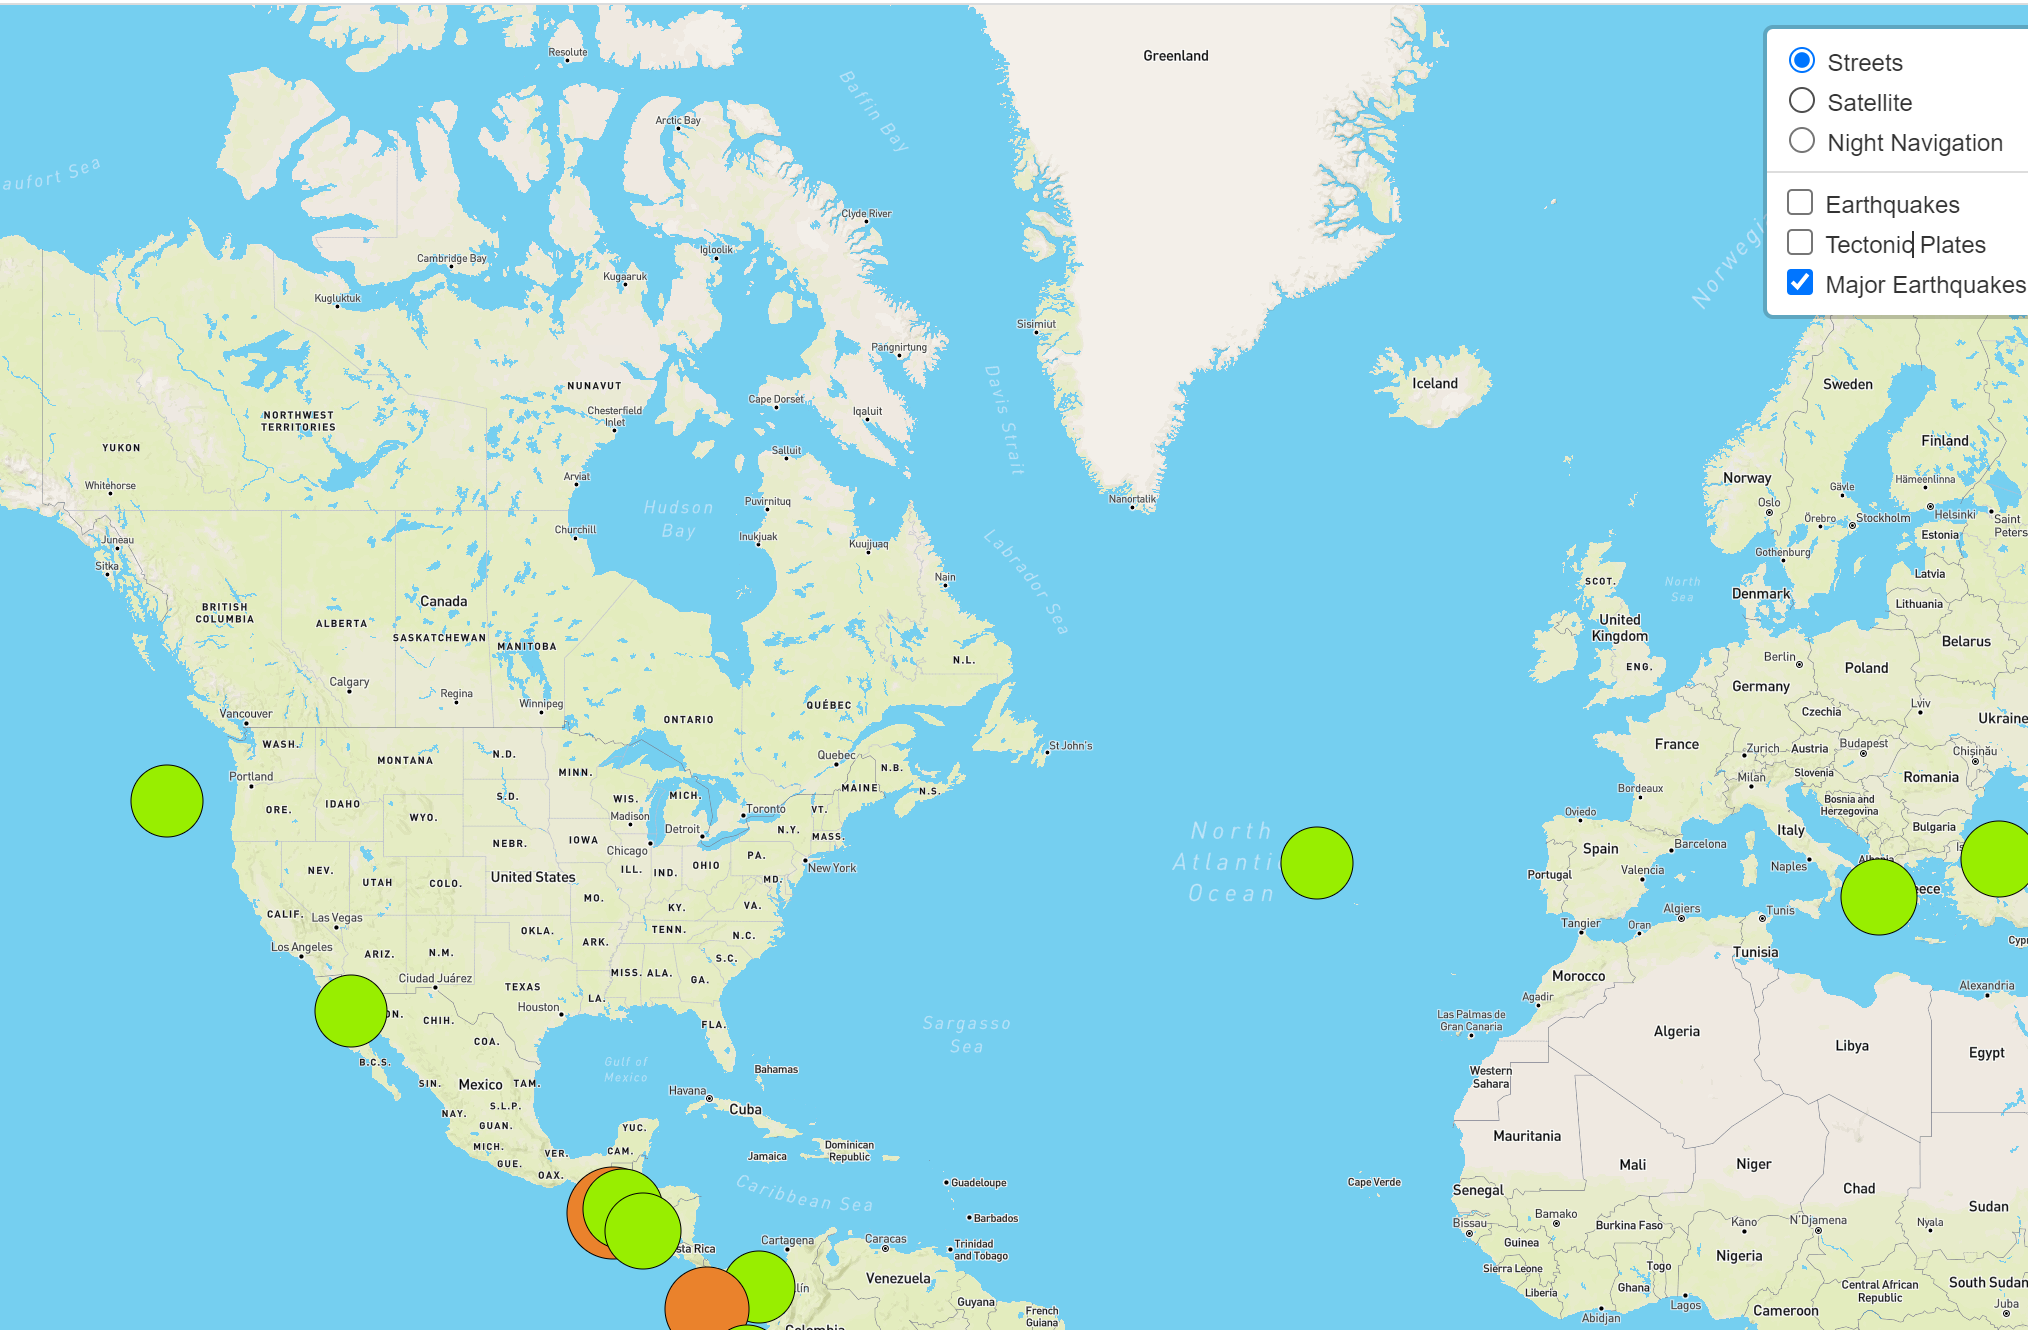 Greenland
Resolute
Baffin Bay
Arctic Bay
aufort Sea
Clyde River
Igloolik
Cambridge Bay
Kugaaruk
Kugluktuk
Sisimiut
Pangnirtung
Davis Strait
Iceland
NUNAVUT
Cape Dorset
Iqaluit
Chesterfield
Inlet
NORTHWEST
TERRITORIES
YUKON
Salluit
Arviat
Whitehorse
Nanortalik
Puvirnituq
Hudson
Bay
Churchill
Inukjuak
Kuujjuaq
Juneau
Sitka
Labrador Sea
Nain
BRITISH
COLUMBIA
Canada
ALBERTA
SASKATCHEWAN
MANITOBA
N.L.
Calgary
Regina
Winnipeg
QUÉBEC
ONTARIO
Vancouver
WASH.
MONTANA
N.D.
St John's
Quebec
N.B.
MINN.
Portland
MAINE
N.S.
ORE.
IDAHO
WYO.
S.D.
WIS.
MICH.
Madison
Toronto
VT.
Detroit
N.Y.
MASS.
NEBR.
IOWA
Chicago
PA.
New York
NEV.
UTAH
COLO.
United States
ILL.
IND.
OHIO
MD.
MO.
KY.
VA.
CALIF.
Las Vegas
OKLA.
ARK.
TENN.
N.C.
Los Angeles
ARIZ.
N.M.
S.C.
Ciudad Juárez
MISS.
ALA.
GA.
TEXAS
LA.
Houston
ON.
CHIH.
FLA.
COA.
B.C.S.
Gulf of
Mexico
Bahamas
SIN.
Mexico
TAM.
Havana
Cuba
NAY.
S.L.P.
GUAN.
YUC.
MICH.
VER.
CAM.
GUE.
OAX.
Jamaica
Dominican
Republic
Caribbean Sea
Guadeloupe
Barbados
sta Rica
Cartagena
Caracas
Trinidad
and Tobago
lín
Venezuela
Guyana
French
Guiana
Colombia
North
Atlanti
Ocean
Sargasso
Sea
Streets
Satellite
Night Navigation
Earthquakes
Tectonic Plates
Major Earthquakes
Norwegia
Sweden
Finland
Norway
Oslo
Gävle
Hämeenlinna
Örebro
Stockholm
Helsinki
Saint
Peters
Estonia
Gothenburg
SCOT.
North
Sea
Latvia
Denmark
Lithuania
United
Kingdom
Belarus
ENG.
Berlin
Poland
Germany
Czechia
Lviv
Ukraine
France
Zurich
Austria
Budapest
Chișinău
Milan
Slovenia
Romania
Bordeaux
Bosnia and
Herzegovina
Oviedo
Italy
Bulgaria
Spain
Barcelona
Is
Albania
Naples
Portugal
Valencia
eece
Algiers
Tunis
Tangier
Oran
Cypr
Tunisia
Morocco
Alexandria
Agadir
Las Palmas de
Gran Canaria
Algeria
Libya
Egypt
Western
Sahara
Mauritania
Mali
Niger
Cape Verde
Senegal
Chad
Sudan
Bissau
Bamako
Burkina Faso
Kano
N'Djamena
Nyala
Guinea
Nigeria
Sierra Leone
Togo
Liberia
Ghana
Central African
Republic
South Sudan
Lagos
Abidjan
Cameroon
Juba